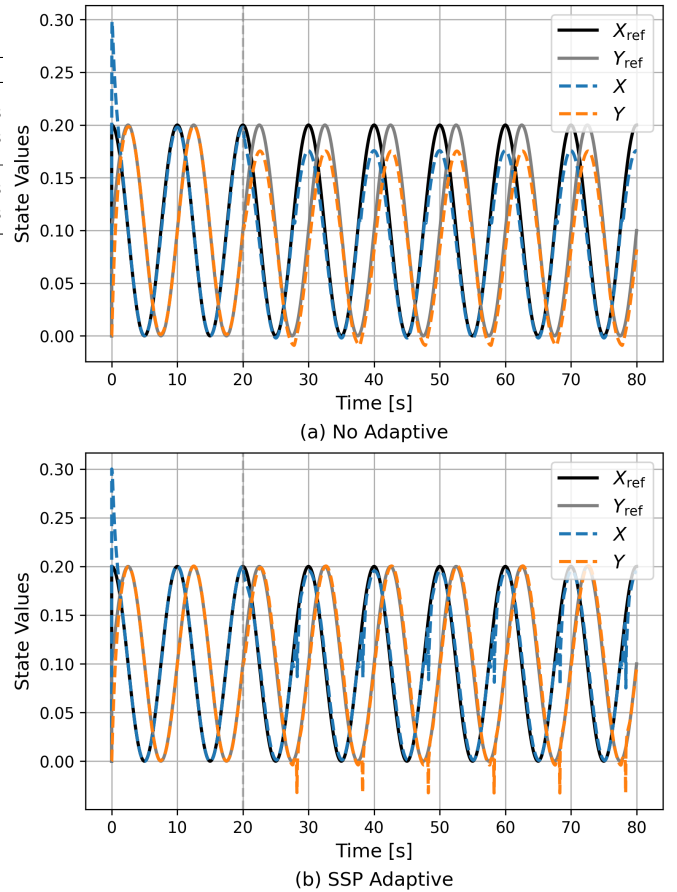 0.30
0.25
0.20
0.15
0.10
0.05
0.00
State Values
X_ref
Y_ref
X
Y
0 10 20 30 40 50 60 70 80
Time [s]
(a) No Adaptive
0.30
0.25
0.20
0.15
0.10
0.05
0.00
State Values
X_ref
Y_ref
X
Y
0 10 20 30 40 50 60 70 80
Time [s]
(b) SSP Adaptive